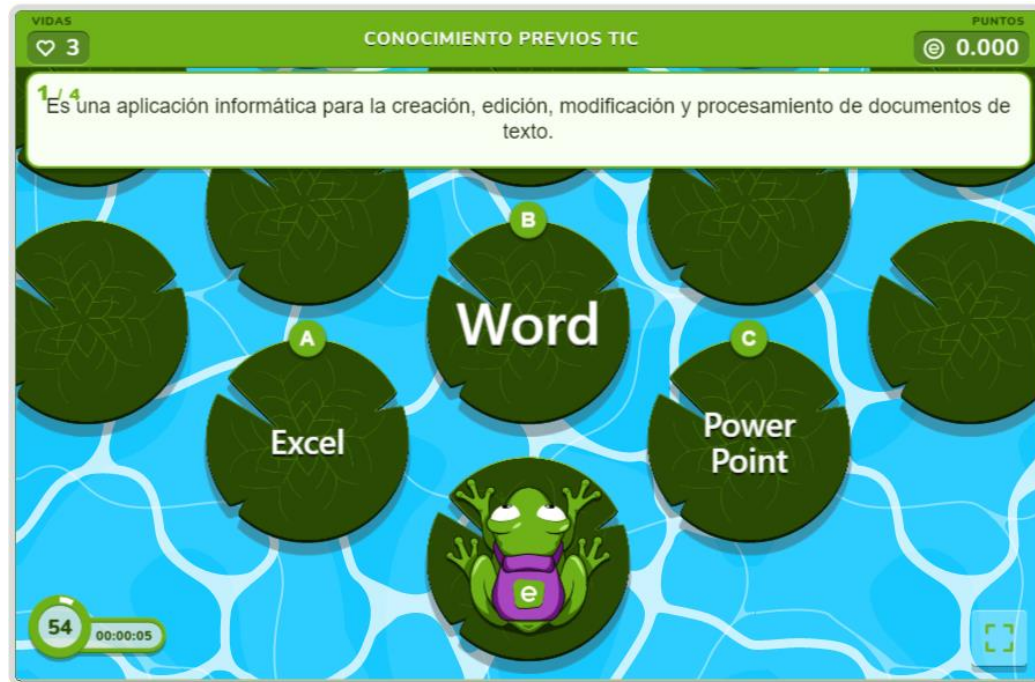 VIDAS
3
CONOCIMIENTO PREVIOS TIC
PUNTOS
0.000
1 / 4
Es una aplicación informática para la creación, edición, modificación y procesamiento de documentos de
texto.
B
Word
A
Excel
C
Power
Point
e
54
00:00:05